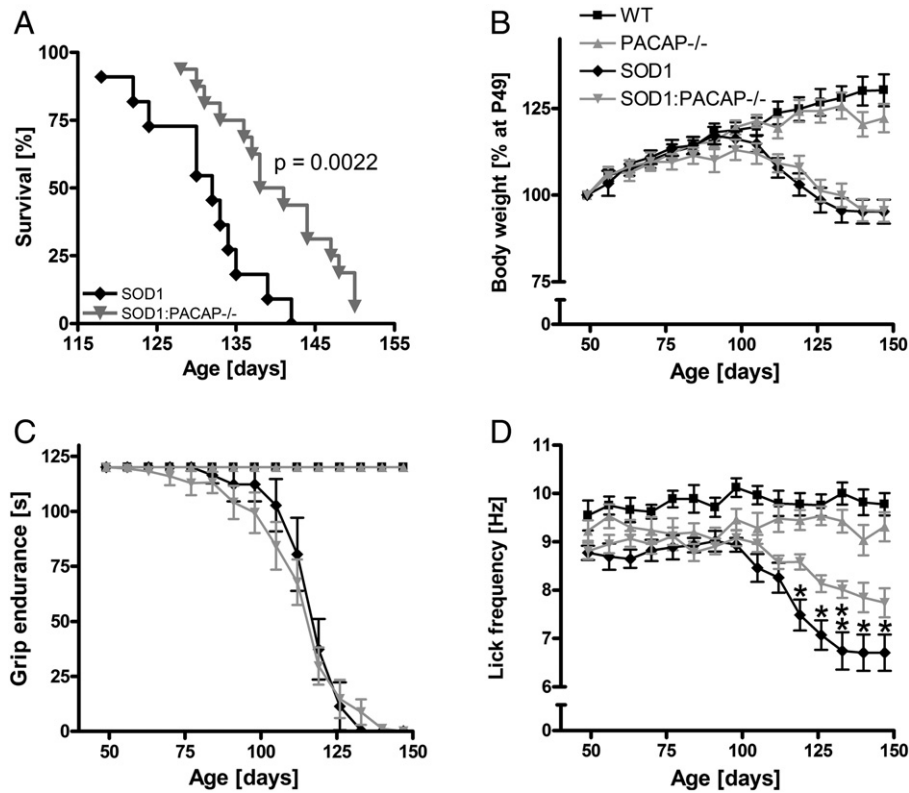 A
Survival [%]
100
75
50
25
0
p = 0.0022
SOD1
SOD1:PACAP-/-
115 125 135 145 155
Age [days]
B
WT
PACAP-/-
SOD1
SOD1:PACAP-/-
Body weight [% at P49]
125
100
75
0
50 75 100 125 150
Age [days]
C
Grip endurance [s]
125
100
75
50
25
0
50 75 100 125 150
Age [days]
D
Lick frequency [Hz]
11
10
9
8
7
6
0
* * * * * *
50 75 100 125 150
Age [days]